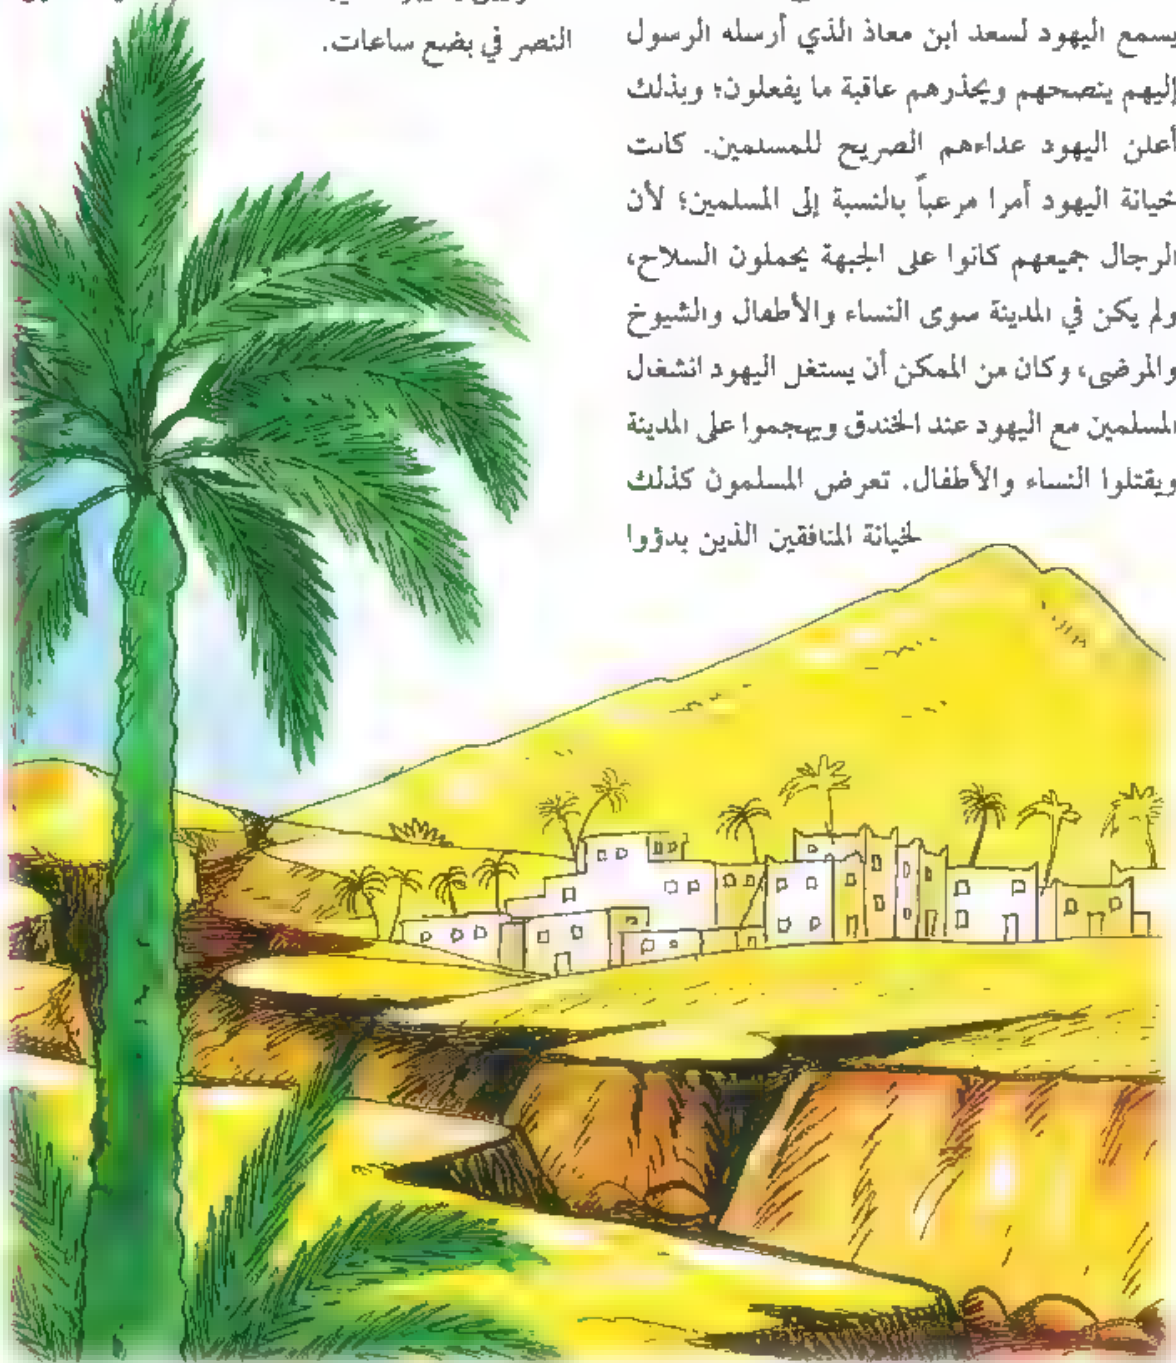 يسمع اليهود لسعد ابن معاذ الذي أرسله الرسول
إليهم ينصحهم ويحذرهم عاقبة ما يفعلون؛ وبذلك
أعلن اليهود عداءهم الصريح للمسلمين. كانت
خيانة اليهود أمرا مرعباً بالنسبة إلى المسلمين؛ لأن
الرجال جميعهم كانوا على الجبهة يحملون السلاح،
ولم يكن في المدينة سوى النساء والأطفال والشيوخ
والمرضى، وكان من الممكن أن يستغل اليهود انشغال
المسلمين مع اليهود عند الخندق ويهجموا على المدينة
ويقتلوا النساء والأطفال. تعرض المسلمون كذلك
لخيانة المنافقين الذين بدؤوا
النصر في بضع ساعات.